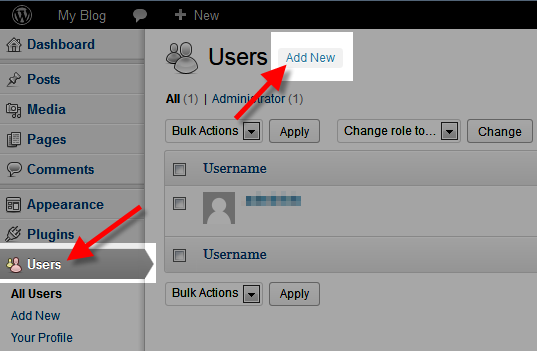 My Blog 0 + New
Dashboard
Posts
Media
Pages
Comments
Appearance
Plugins
Users
All Users
Add New
Your Profile
Users Add New
All (1) | Administrator (1)
Bulk Actions Apply Change role to... Change
Username
Username
Bulk Actions Apply